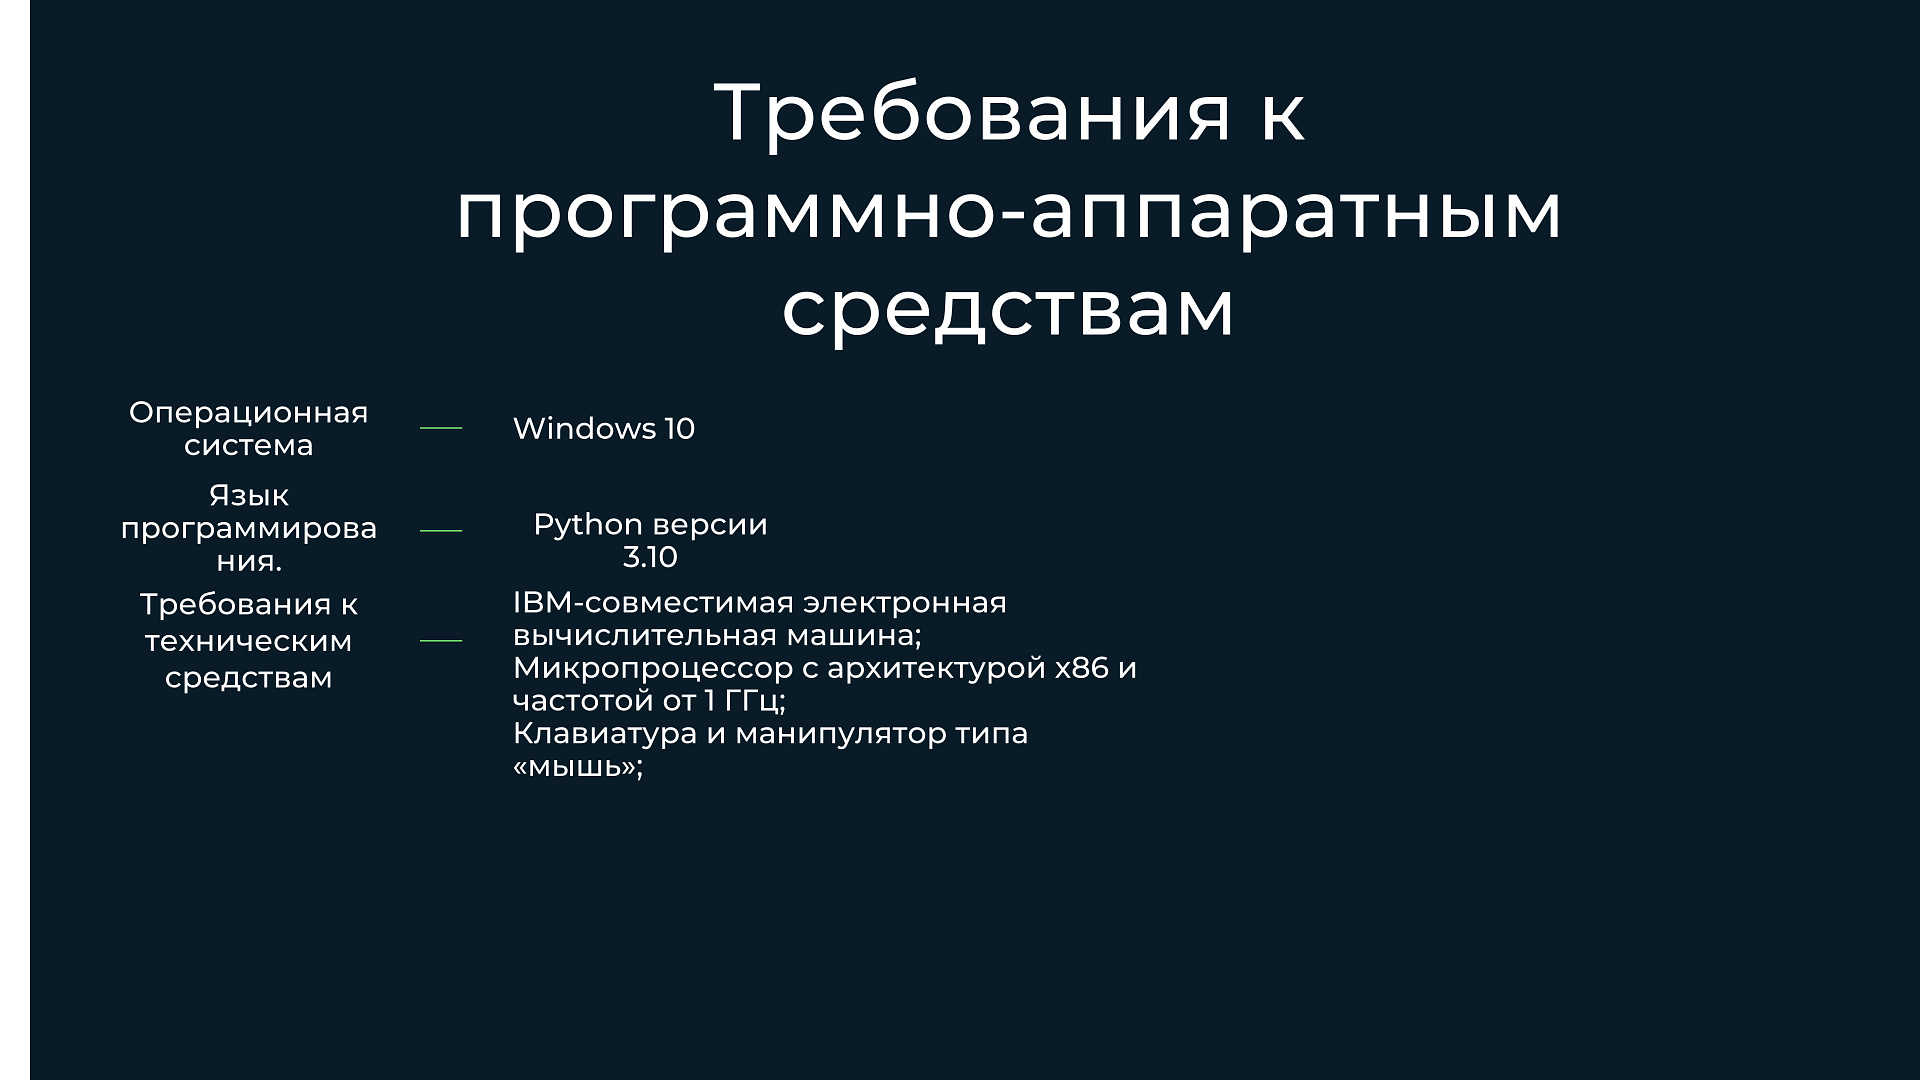 Требования к
программно-аппаратным
средствам
Операционная
система
Windows 10
Язык
программирова
ния.
Python версии
3.10
Требования к
техническим
средствам
IBM-совместимая электронная
вычислительная машина;
Микропроцессор с архитектурой x86 и
частотой от 1 ГГц;
Клавиатура и манипулятор типа
«мышь»;